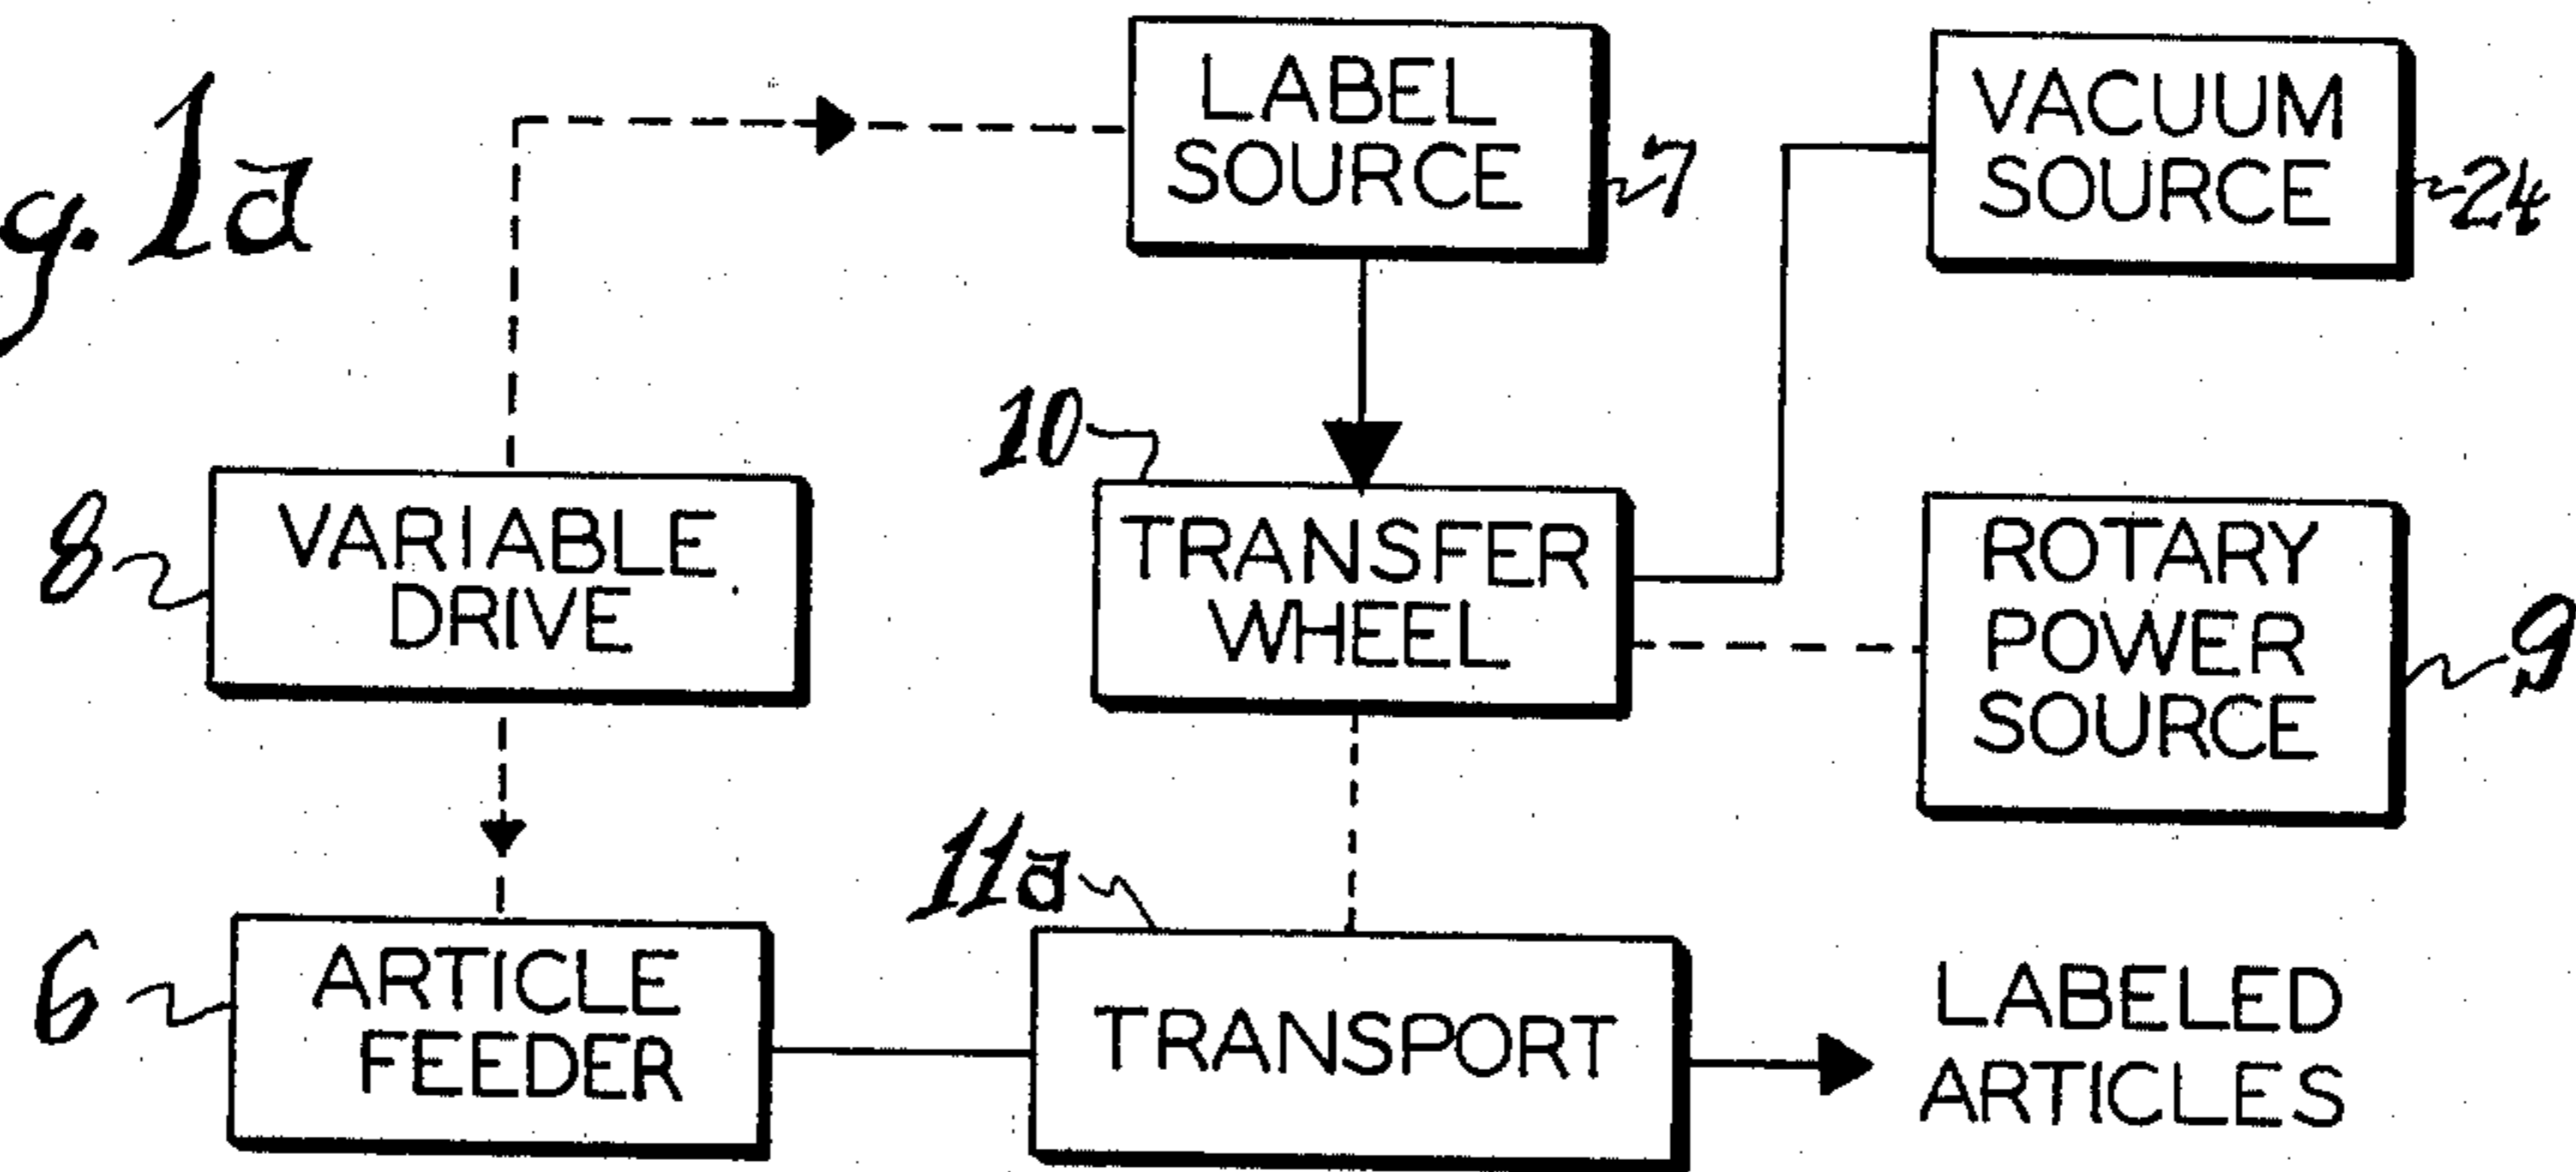 g. 1a
LABEL
SOURCE
7
VACUUM
SOURCE
24
8
VARIABLE
DRIVE
10
TRANSFER
WHEEL
ROTARY
POWER
SOURCE
9
6
ARTICLE
FEEDER
11a
TRANSPORT
LABELED
ARTICLES